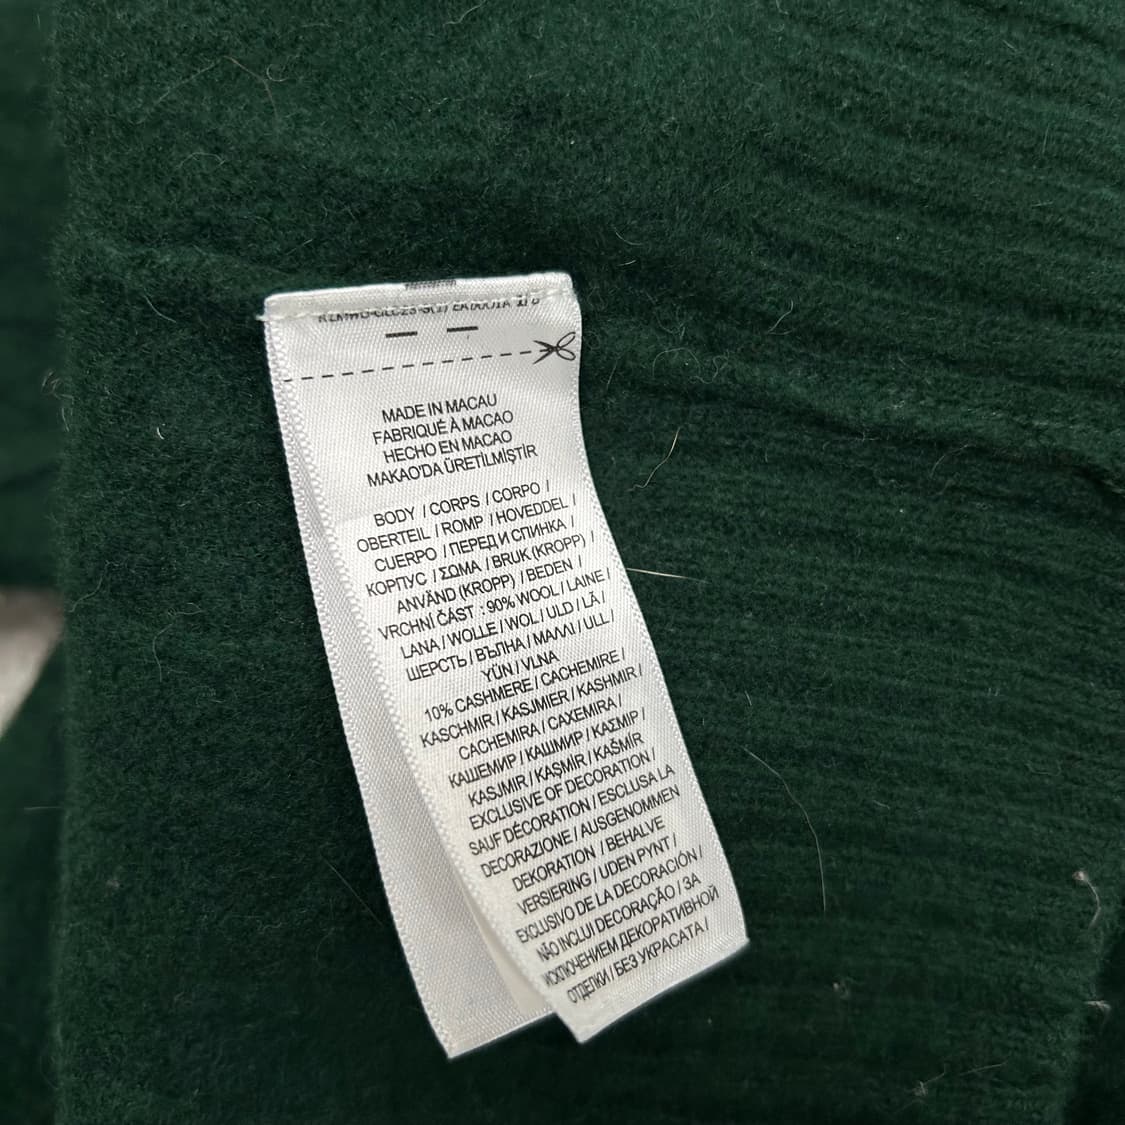 MADE IN MACAU
FABRIQUÉ À MACAO
HECHO EN MACAO
MAKAO'DA ÜRETİLMİŞTİR
BODY / CORPS / CORPO /
OBERTEIL / ROMP / HOVEDDEL /
CUERPO / ПЕРЕД И СПИНКА /
КОРПУС / ΣΩΜΑ / BRUK (KROPP) /
ANVÄND (KROPP) / BEDEN /
VRCHNÍ ČÁST : 90% WOOL / LAINE /
LANA / WOLLE / WOL / ULD / LÃ /
ШЕРСТЬ / ВЪЛНА / ΜΑΛΛΙ / ULL /
YÜN / VLNA
10% CASHMERE / CACHEMIRE /
KASCHMIR / KASJMIER / KASHMIR /
CACHEMIRA / CAXEMIRA /
КАШЕМИР / КАШМИР / ΚΑΣΜΙΡ /
KASJMIR / KAŞMİR / KAŠMÍR
EXCLUSIVE OF DECORATION /
SAUF DÉCORATION / ESCLUSA LA
DECORAZIONE / AUSGENOMMEN
DEKORATION / BEHALVE
VERSIERING / UDEN PYNT /
EXCLUSIVO DE LA DECORACIÓN /
NÃO INCLUI DECORAÇÃO / ЗА
ИСКЛЮЧЕНИЕМ ДЕКОРАТИВНОЙ
ОТДЕЛКИ / БЕЗ УКРАСАТА /